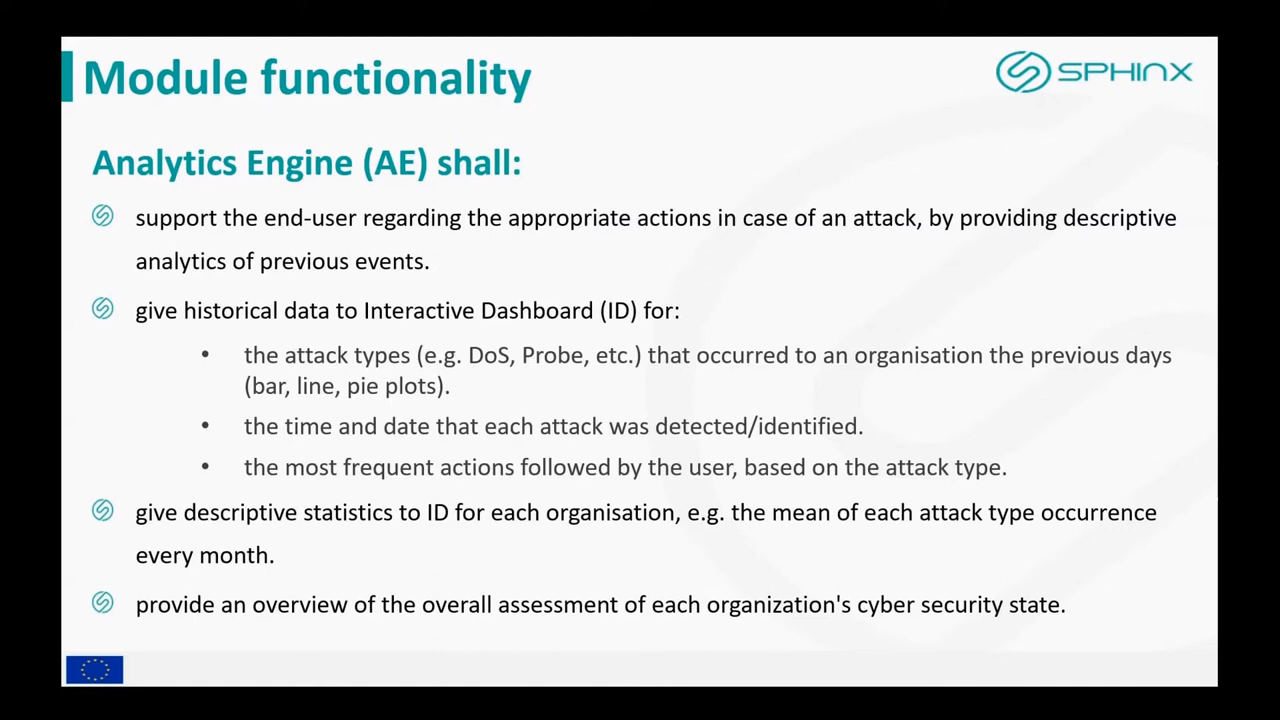 Module functionality
SPHINX
Analytics Engine (AE) shall:
support the end-user regarding the appropriate actions in case of an attack, by providing descriptive
analytics of previous events.
give historical data to Interactive Dashboard (ID) for:
• the attack types (e.g. DoS, Probe, etc.) that occurred to an organisation the previous days
(bar, line, pie plots).
• the time and date that each attack was detected/identified.
• the most frequent actions followed by the user, based on the attack type.
give descriptive statistics to ID for each organisation, e.g. the mean of each attack type occurrence
every month.
provide an overview of the overall assessment of each organization's cyber security state.